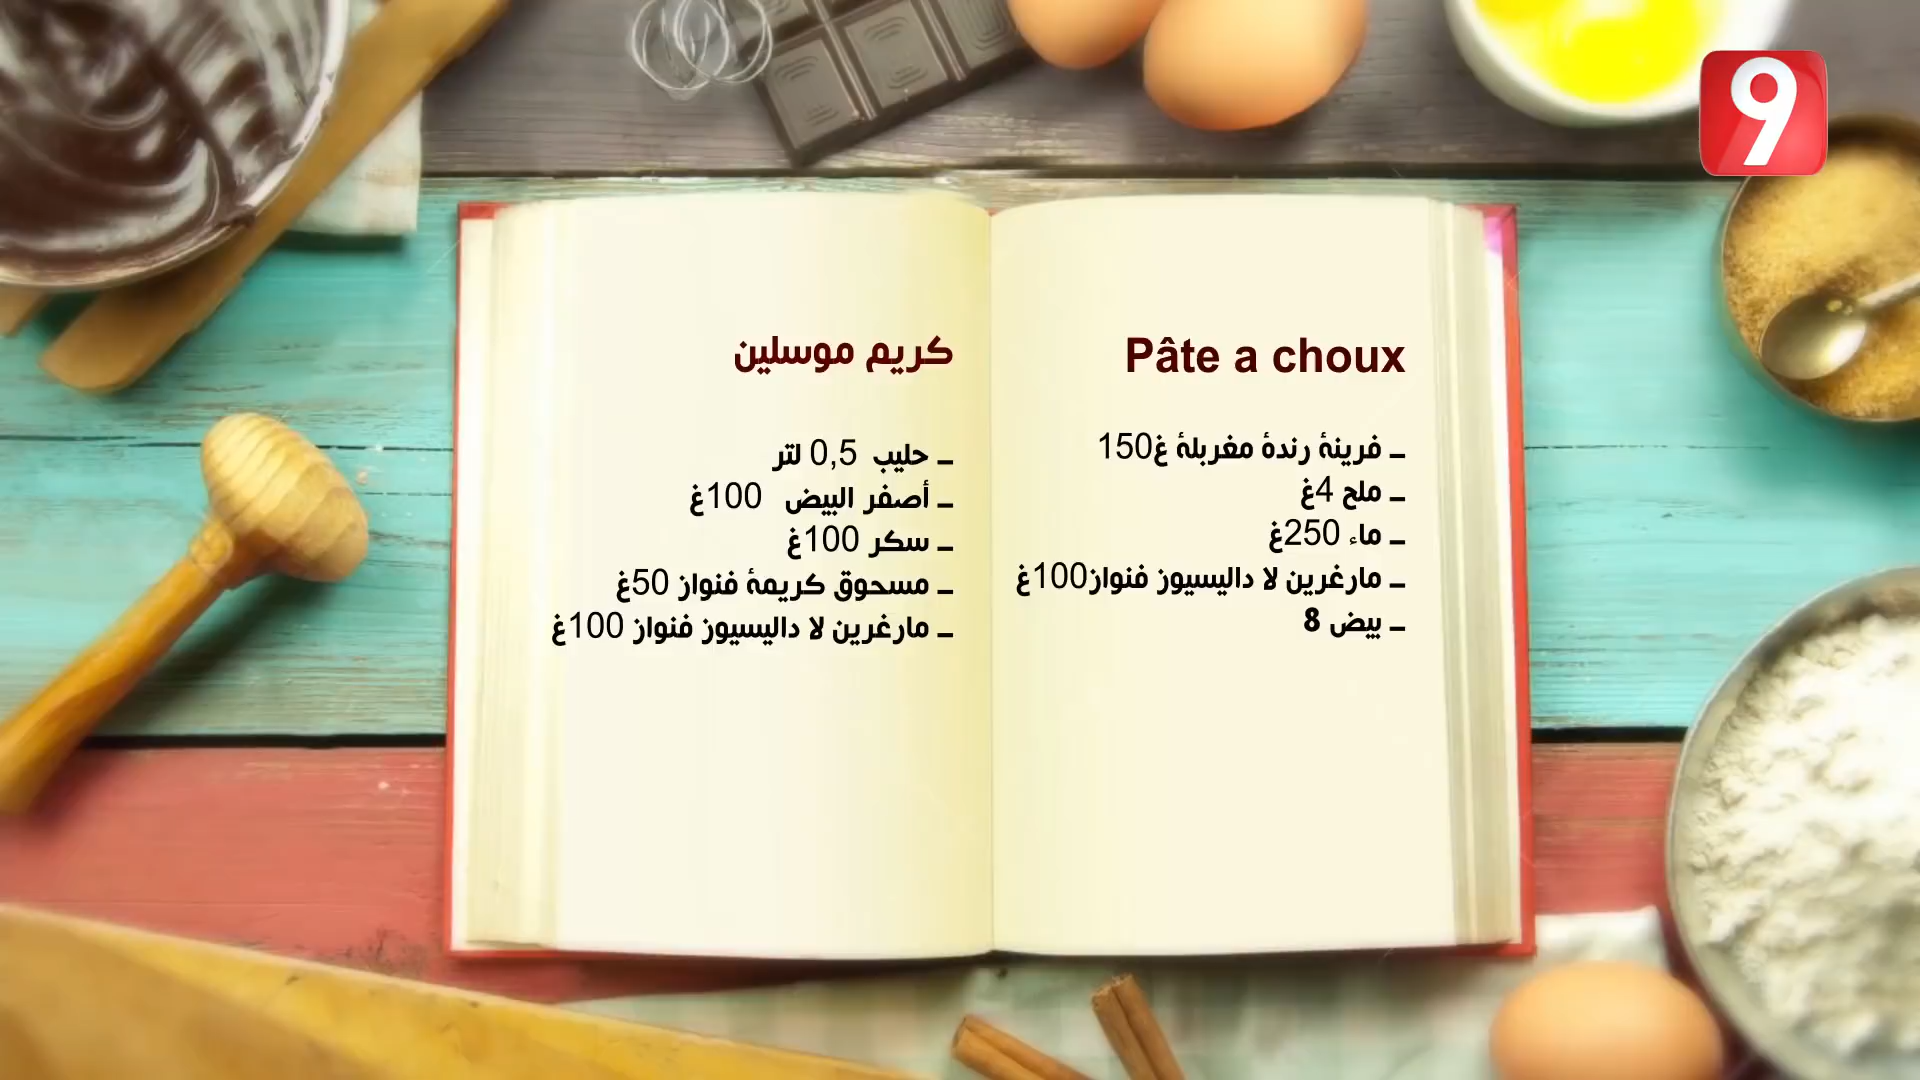 9
Pâte a choux
ـ فرينة رندة مغربلة 150غ
ـ ملح 4غ
ـ ماء 250غ
ـ مارغرين لا داليسيوز فنواز100غ
ـ بيض 8
كريم موسلين
ـ حليب 0,5 لتر
ـ أصفر البيض 100غ
ـ سكر 100غ
ـ مسحوق كريمة فنواز 50غ
ـ مارغرين لا داليسيوز فنواز 100غ